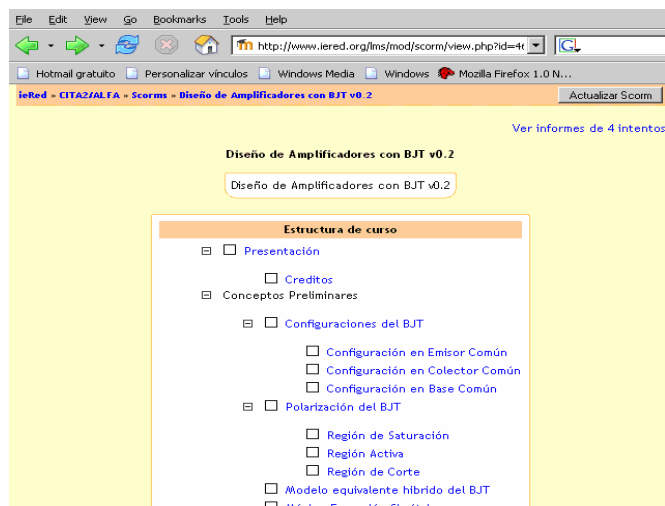 File Edit View Go Bookmarks Tools Help
http://www.iered.org/lms/mod/scorm/view.php?id=4
Hotmail gratuito Personalizar vínculos Windows Media Windows Mozilla Firefox 1.0 N...
ieRed » CITA2/ALFA » Scorms » Diseño de Amplificadores con BJT v0.2 Actualizar Scorm
Ver informes de 4 intentos
Diseño de Amplificadores con BJT v0.2
Diseño de Amplificadores con BJT v0.2
Estructura de curso
Presentación
Creditos
Conceptos Preliminares
Configuraciones del BJT
Configuración en Emisor Común
Configuración en Colector Común
Configuración en Base Común
Polarización del BJT
Región de Saturación
Región Activa
Región de Corte
Modelo equivalente hibrido del BJT